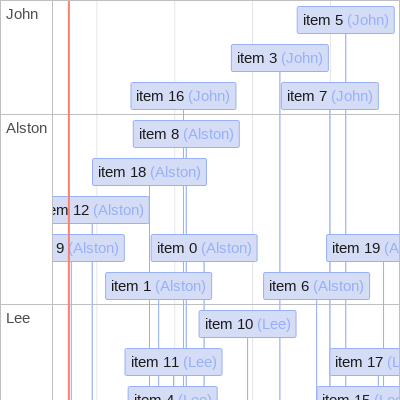 John
item 5 (John)
item 3 (John)
item 16 (John)
item 7 (John)
Alston
item 8 (Alston)
item 18 (Alston)
em 12 (Alston)
9 (Alston)
item 0 (Alston)
item 19 (A
item 1 (Alston)
item 6 (Alston)
Lee
item 10 (Lee)
item 11 (Lee)
item 17 (L
item 4 (Lee)
item 15 (Lee